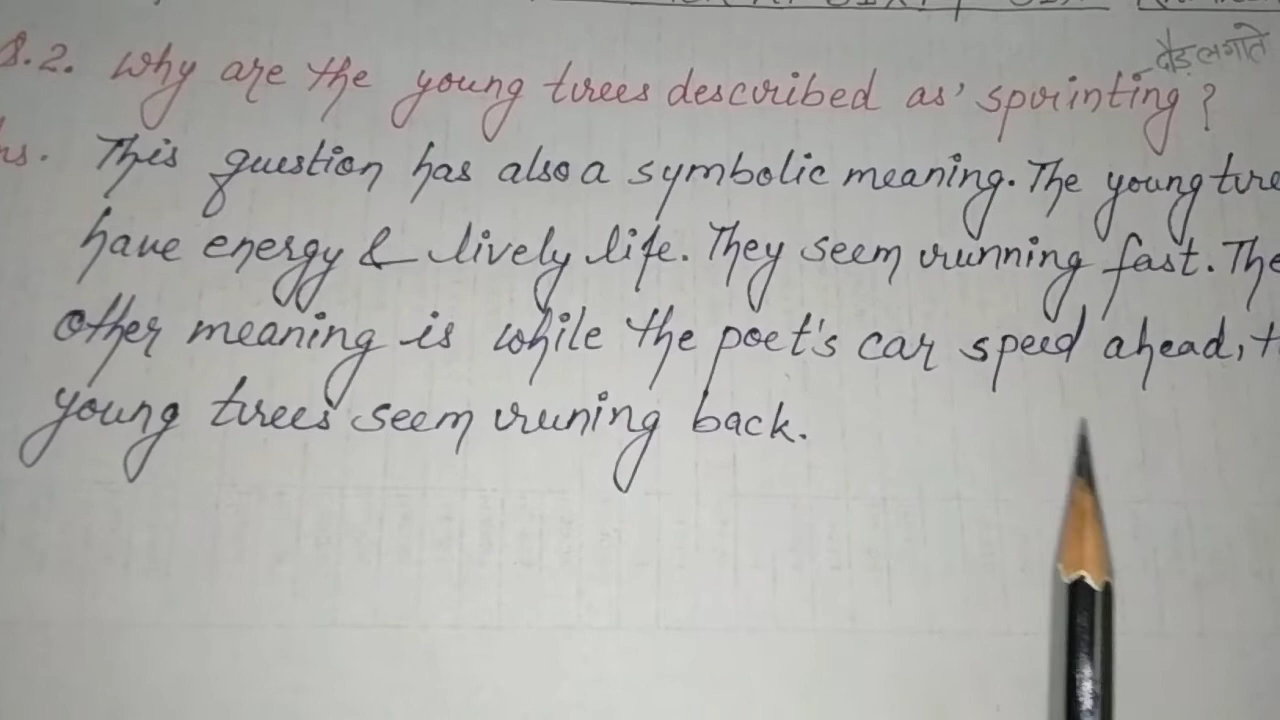 8.2. Why are the young trees described as 'sprinting?
दौड़ लगाते
ns. This question has also a symbolic meaning. The young tre
have energy & lively life. They seem running fast. The
other meaning is while the poet's car speed ahead, t
young trees seem runing back.